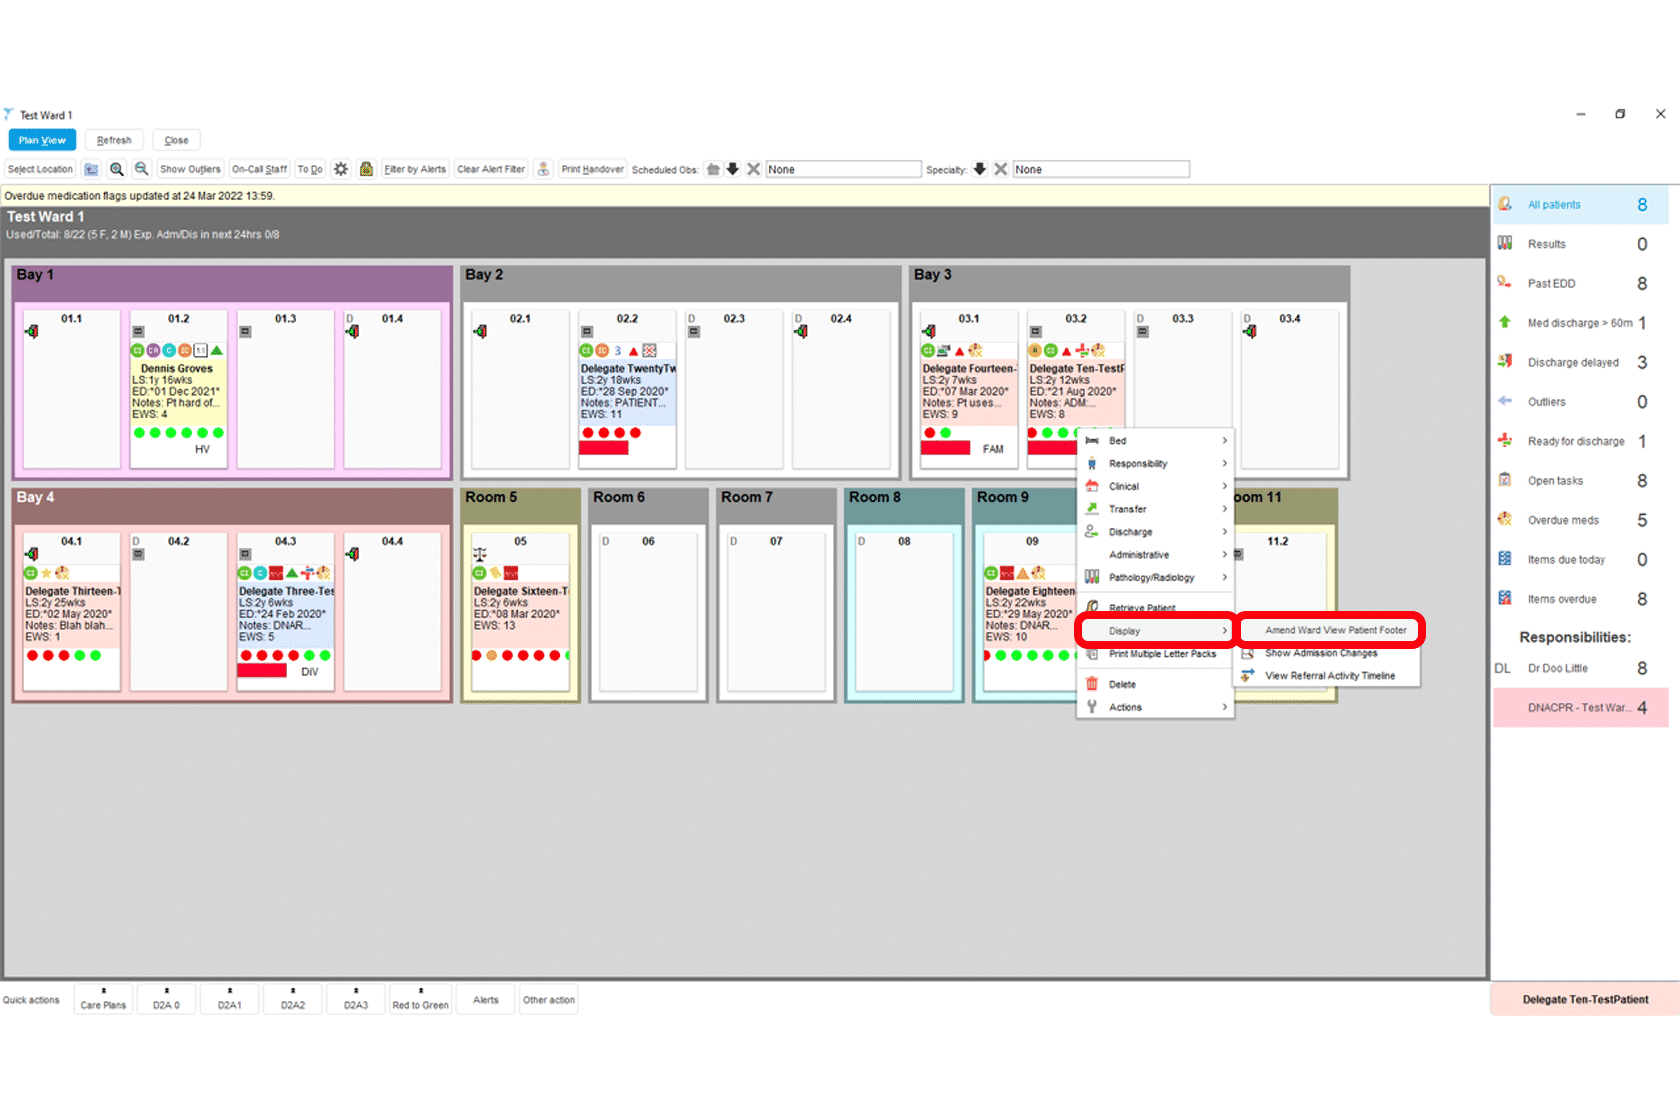 Test Ward 1
Plan View Refresh Close
Select Location Show Outliers On-Call Staff To Do Filter by Alerts Clear Alert Filter Print Handover Scheduled Obs: None Specialty: None
Overdue medication flags updated at 24 Mar 2022 13:59.
Test Ward 1
Used/Total: 8/22 (5 F, 2 M) Exp. Adm/Dis in next 24hrs 0/8
Bay 1
01.1
01.2
CI CR C SC 1:1
Dennis Groves
LS:1y 16wks
ED:*01 Dec 2021*
Notes: Pt hard of...
EWS: 4
HV
01.3
D 01.4
Bay 2
02.1
02.2
CI SC 3
Delegate TwentyTw
LS:2y 18wks
ED:*28 Sep 2020*
Notes: PATIENT...
EWS: 11
D 02.3
D 02.4
Bay 3
03.1
CI
Delegate Fourteen-
LS:2y 7wks
ED:*07 Mar 2020*
Notes: Pt uses...
EWS: 9
FAM
03.2
CI
Delegate Ten-TestP
LS:2y 12wks
ED:*21 Aug 2020*
Notes: ADM:...
EWS: 8
D 03.3
D 03.4
Bay 4
04.1
CI
Delegate Thirteen-T
LS:2y 25wks
ED:*02 May 2020*
Notes: Blah blah...
EWS: 1
D 04.2
04.3
CI C
Delegate Three-Tes
LS:2y 6wks
ED:*24 Feb 2020*
Notes: DNAR...
EWS: 5
DiV
04.4
Room 5
05
CI
Delegate Sixteen-T
LS:2y 6wks
ED:*08 Mar 2020*
EWS: 13
Room 6
D 06
Room 7
D 07
Room 8
D 08
Room 9
09
CI
Delegate Eighteen-
LS:2y 22wks
ED:*29 May 2020*
Notes: DNAR...
EWS: 10
oom 11
11.2
Bed
Responsibility
Clinical
Transfer
Discharge
Administrative
Pathology/Radiology
Retrieve Patient
Display
Print Multiple Letter Packs
Delete
Actions
Amend Ward View Patient Footer
Show Admission Changes
View Referral Activity Timeline
All patients 8
Results 0
Past EDD 8
Med discharge > 60m 1
Discharge delayed 3
Outliers 0
Ready for discharge 1
Open tasks 8
Overdue meds 5
Items due today 0
Items overdue 8
Responsibilities:
DL Dr Doo Little 8
DNACPR - Test War... 4
Quick actions Care Plans D2A 0 D2A1 D2A2 D2A3 Red to Green Alerts Other action
Delegate Ten-TestPatient